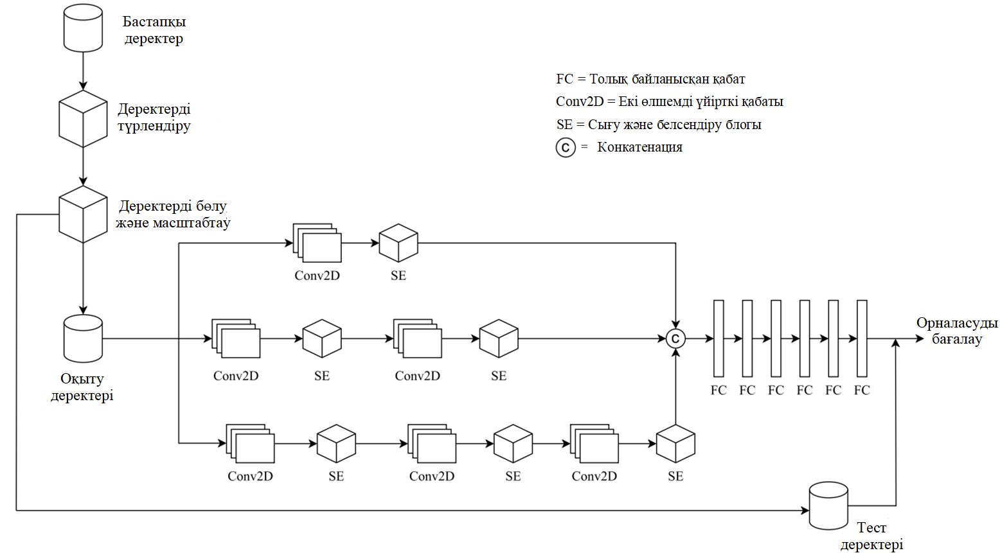 Бастапқы
деректер
Деректерді
түрлендіру
FC = Толық байланысқан қабат
Conv2D = Екі өлшемді үйірткі қабаты
SE = Сығу және белсендіру блогы
C = Конкатенация
Деректерді бөлу
және масштабтау
Conv2D
SE
C
Орналасуды
бағалау
Conv2D
SE
Conv2D
SE
Оқыту
деректері
FC
FC
FC
FC
FC
FC
Conv2D
SE
Conv2D
SE
Conv2D
SE
Тест
деректері